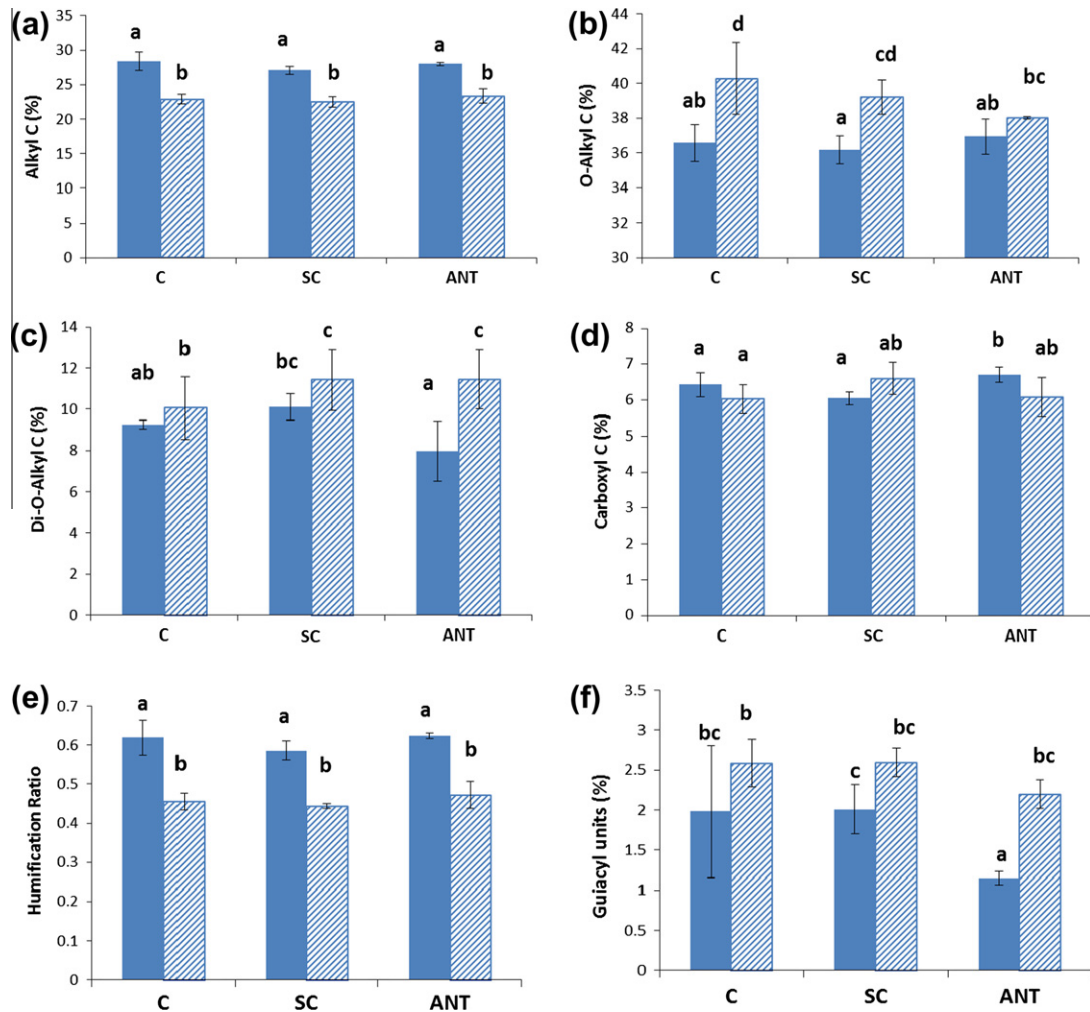 (a)
Alkyl C (%)
35
30
25
20
15
10
5
0
a
b
a
b
a
b
C SC ANT
(b)
O-Alkyl C (%)
44
42
40
38
36
34
32
30
ab
d
a
cd
ab
bc
C SC ANT
(c)
Di-O-Alkyl C (%)
14
12
10
8
6
4
2
0
ab
b
bc
c
a
c
C SC ANT
(d)
Carboxyl C (%)
8
7
6
5
4
3
2
1
0
a
a
a
ab
b
ab
C SC ANT
(e)
Humification Ratio
0.7
0.6
0.5
0.4
0.3
0.2
0.1
0
a
b
a
b
a
b
C SC ANT
(f)
Guiacyl units (%)
3.5
3
2.5
2
1.5
1
0.5
0
bc
b
c
bc
a
bc
C SC ANT